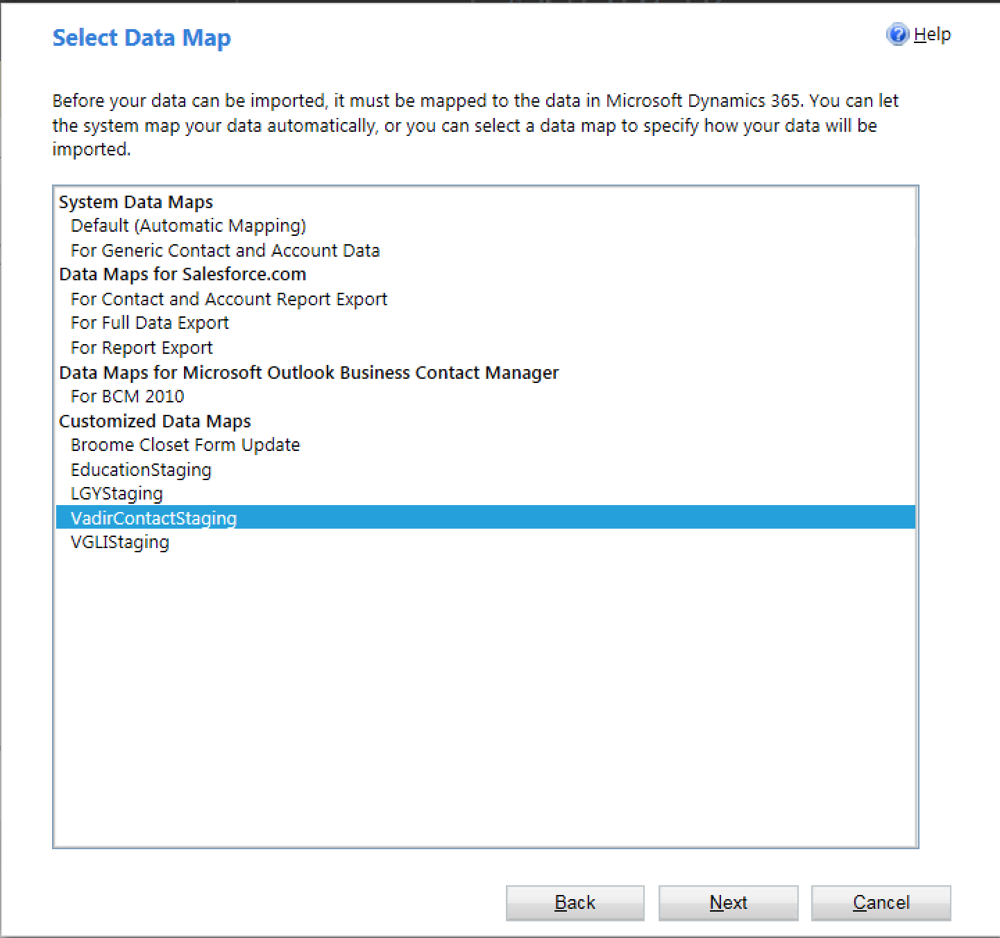 Select Data Map
Help
Before your data can be imported, it must be mapped to the data in Microsoft Dynamics 365. You can let
the system map your data automatically, or you can select a data map to specify how your data will be
imported.
System Data Maps
Default (Automatic Mapping)
For Generic Contact and Account Data
Data Maps for Salesforce.com
For Contact and Account Report Export
For Full Data Export
For Report Export
Data Maps for Microsoft Outlook Business Contact Manager
For BCM 2010
Customized Data Maps
Broome Closet Form Update
EducationStaging
LGYStaging
VadirContactStaging
VGLIStaging
Back
Next
Cancel